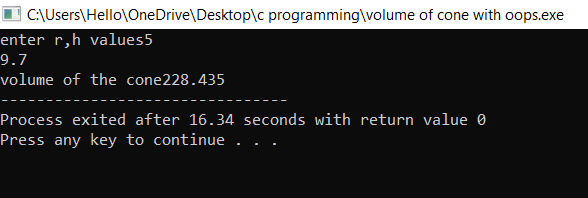 C:\Users\Hello\OneDrive\Desktop\c programming\volume of cone with oops.exe
enter r,h values5
9.7
volume of the cone228.435
--------------------------------
Process exited after 16.34 seconds with return value 0
Press any key to continue . . .